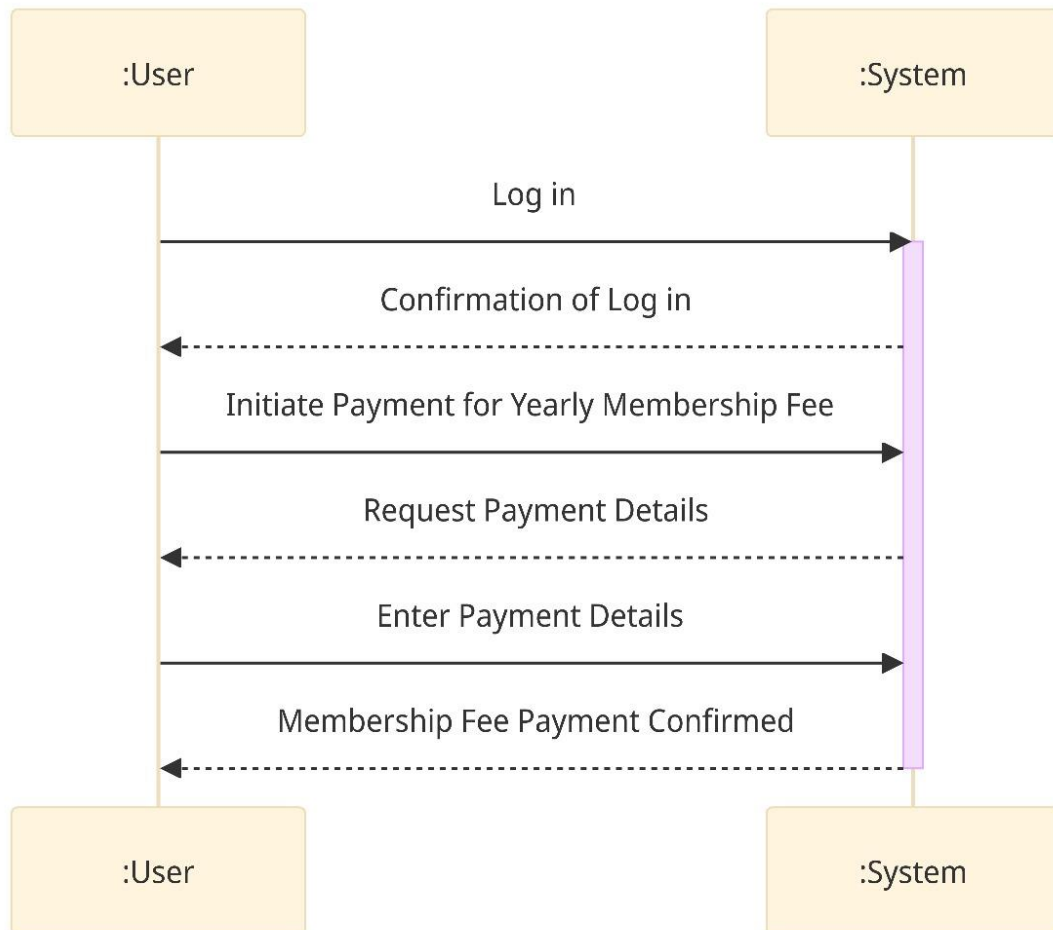 :User
:System
Log in
Confirmation of Log in
Initiate Payment for Yearly Membership Fee
Request Payment Details
Enter Payment Details
Membership Fee Payment Confirmed
:User
:System